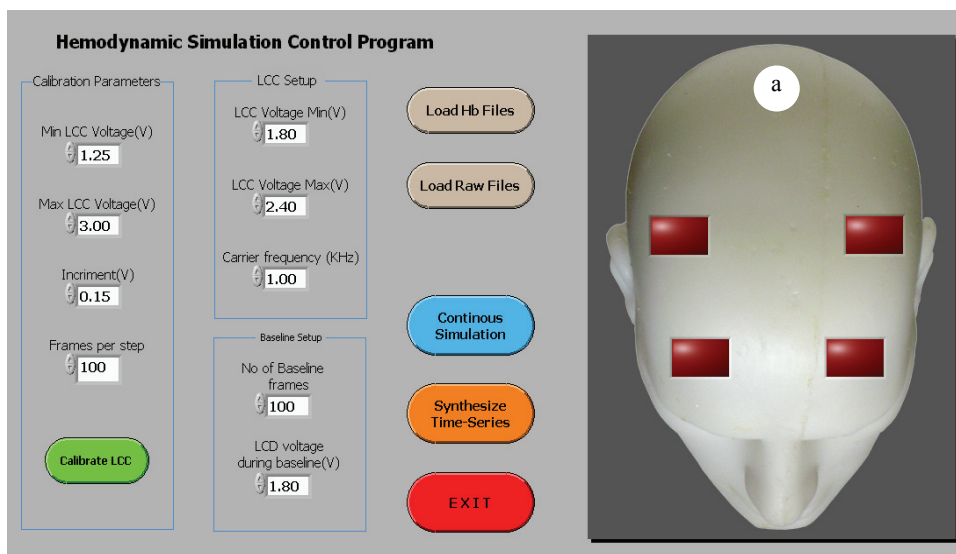 Hemodynamic Simulation Control Program
Calibration Parameters
Min LCC Voltage(V)
1.25
Max LCC Voltage(V)
3.00
Incriment(V)
0.15
Frames per step
100
Calibrate LCC
LCC Setup
LCC Voltage Min(V)
1.80
LCC Voltage Max(V)
2.40
Carrier frequency (KHz)
1.00
Baseline Setup
No of Baseline
frames
100
LCD voltage
during baseline(V)
1.80
Load Hb Files
Load Raw Files
Continous
Simulation
Synthesize
Time-Series
EXIT
a